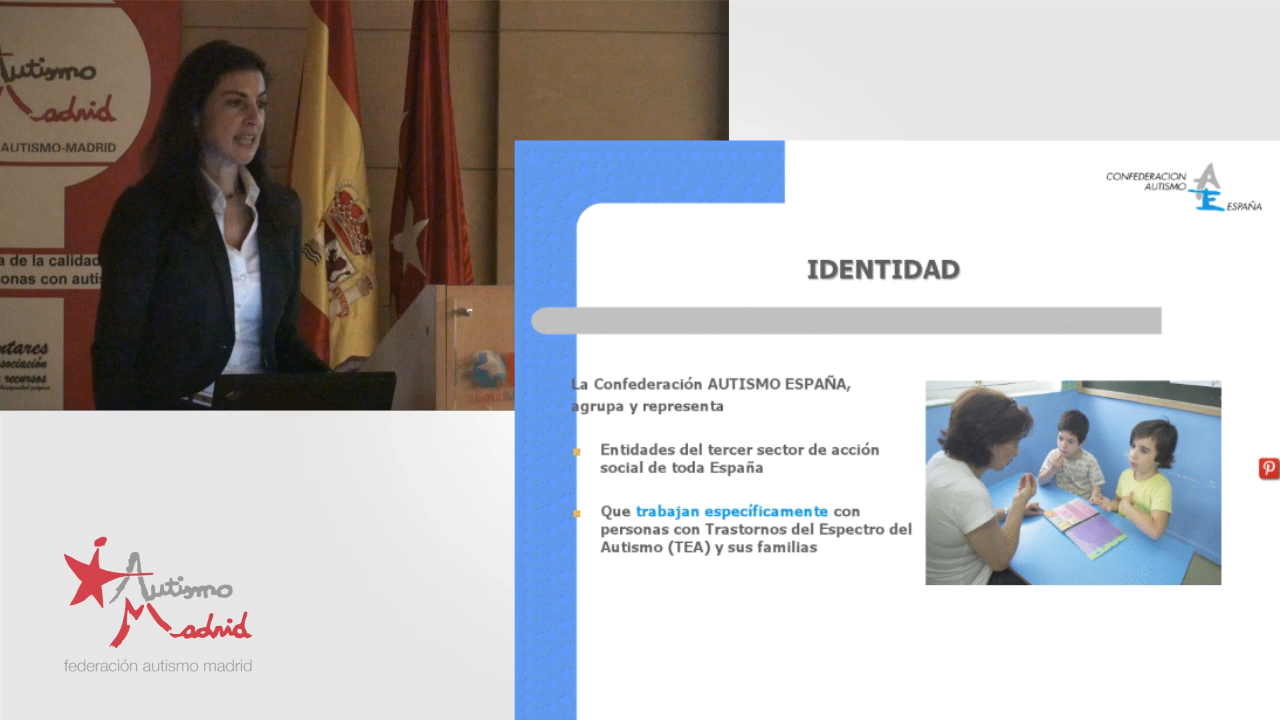 Autismo
Madrid
AUTISMO-MADRID
a de la calidad
onas con autis
ntares
sociación
recursos
CONFEDERACION
AUTISMO
AE
ESPAÑA
IDENTIDAD
La Confederación AUTISMO ESPAÑA,
agrupa y representa
Entidades del tercer sector de acción
social de toda España
Que trabajan específicamente con
personas con Trastornos del Espectro del
Autismo (TEA) y sus familias
Autismo
Madrid
federación autismo madrid